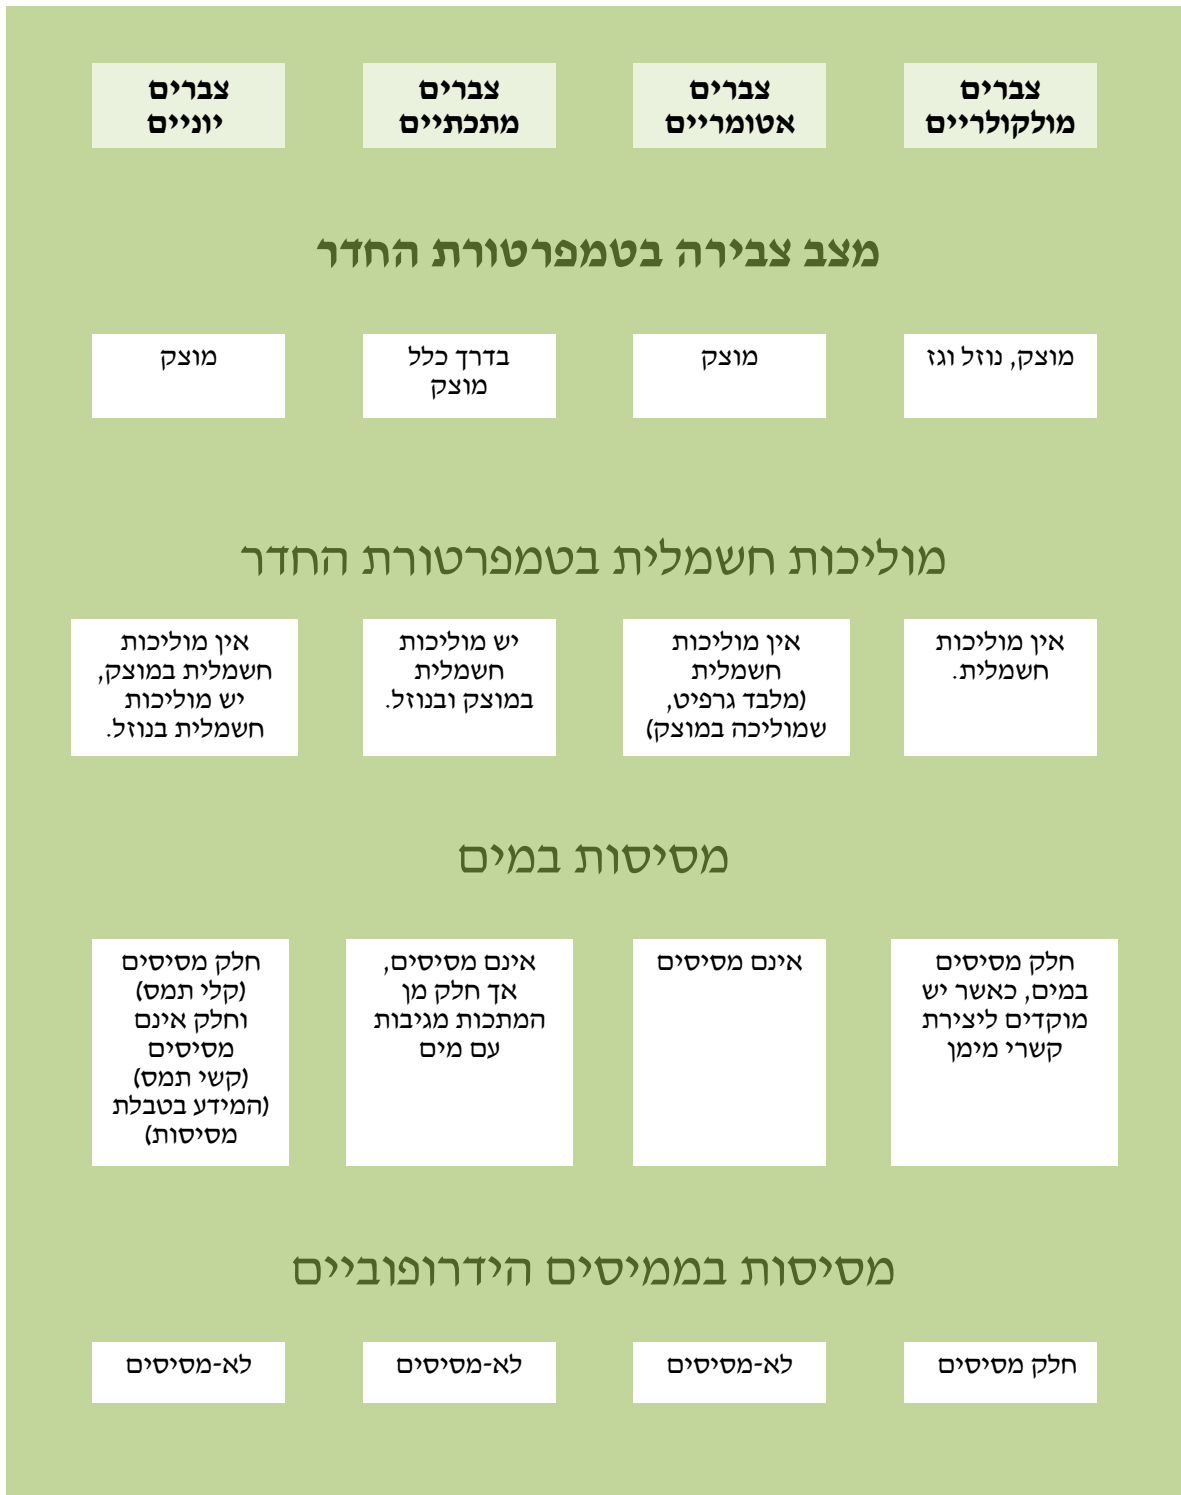 צברים
מולקולריים
צברים
אטומריים
צברים
מתכתיים
צברים
יוניים
מצב צבירה בטמפרטורת החדר
מוצק, נוזל וגז
מוצק
בדרך כלל
מוצק
מוצק
מוליכות חשמלית בטמפרטורת החדר
אין מוליכות
חשמלית.
אין מוליכות
חשמלית
(מלבד גרפיט,
שמוליכה במוצק)
יש מוליכות
חשמלית
במוצק ובנוזל.
אין מוליכות
חשמלית במוצק,
יש מוליכות
חשמלית בנוזל.
מסיסות במים
חלק מסיסים
במים, כאשר יש
מוקדים ליצירת
קשרי מימן
אינם מסיסים
אינם מסיסים,
אך חלק מן
המתכות מגיבות
עם מים
חלק מסיסים
(קלי תמס)
וחלק אינם
מסיסים
(קשי תמס)
(המידע בטבלת
מסיסות)
מסיסות בממיסים הידרופוביים
חלק מסיסים
לא-מסיסים
לא-מסיסים
לא-מסיסים